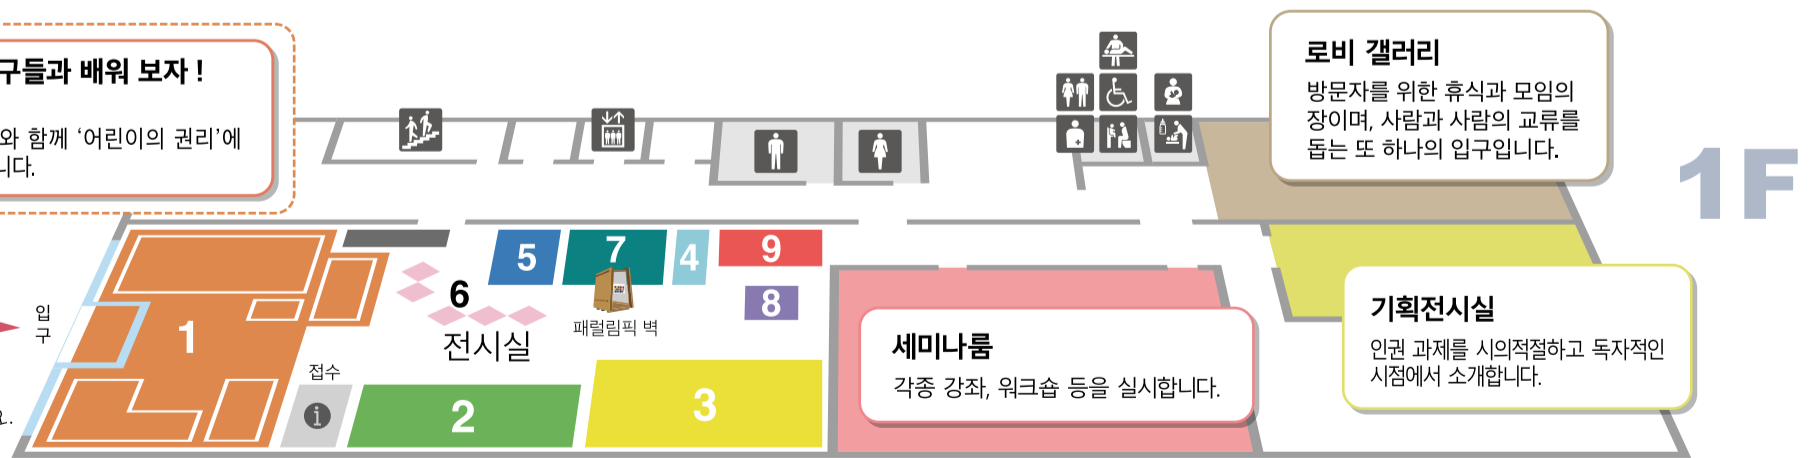 구들과 배워 보자 !
와 함께 ‘어린이의 권리’에
니다.
로비 갤러리
방문자를 위한 휴식과 모임의
장이며, 사람과 사람의 교류를
돕는 또 하나의 입구입니다.
1F
입구
1
접수
i
2
3
4
5
6
7
8
9
전시실
패럴림픽 벽
세미나룸
각종 강좌, 워크숍 등을 실시합니다.
기획전시실
인권 과제를 시의적절하고 독자적인
시점에서 소개합니다.